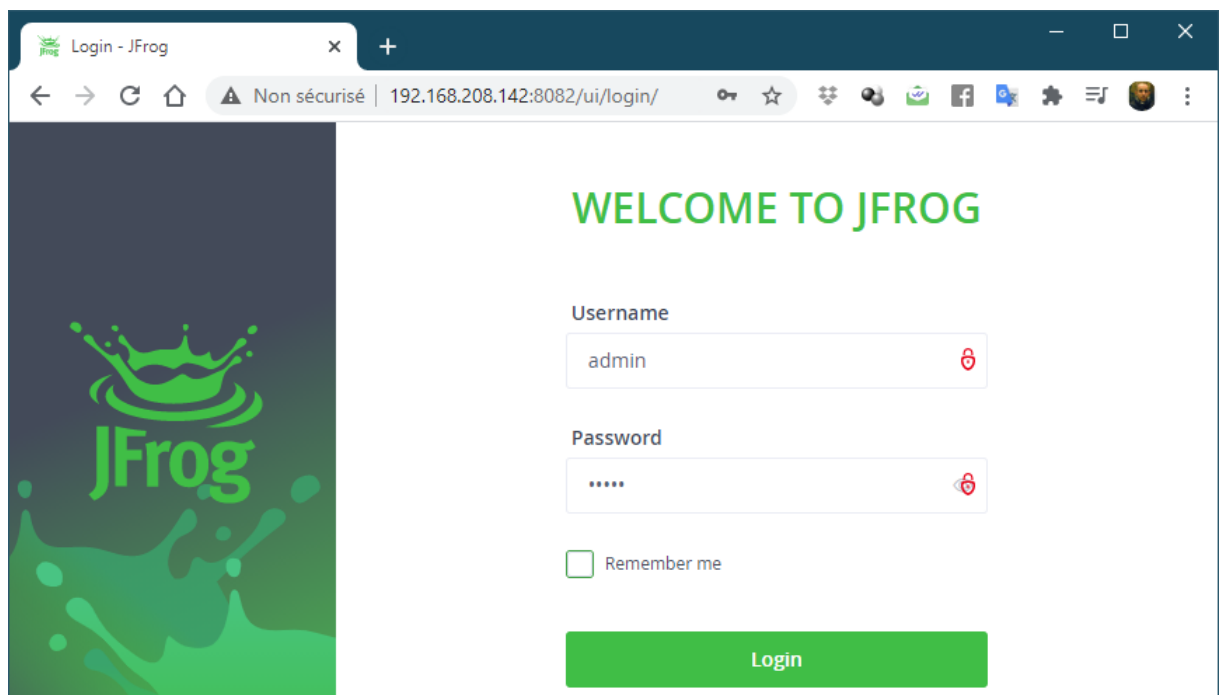 Login - JFrog
Non sécurisé | 192.168.208.142:8082/ui/login/
WELCOME TO JFROG
Username
admin
JFrog
Password
•••••
Remember me
Login